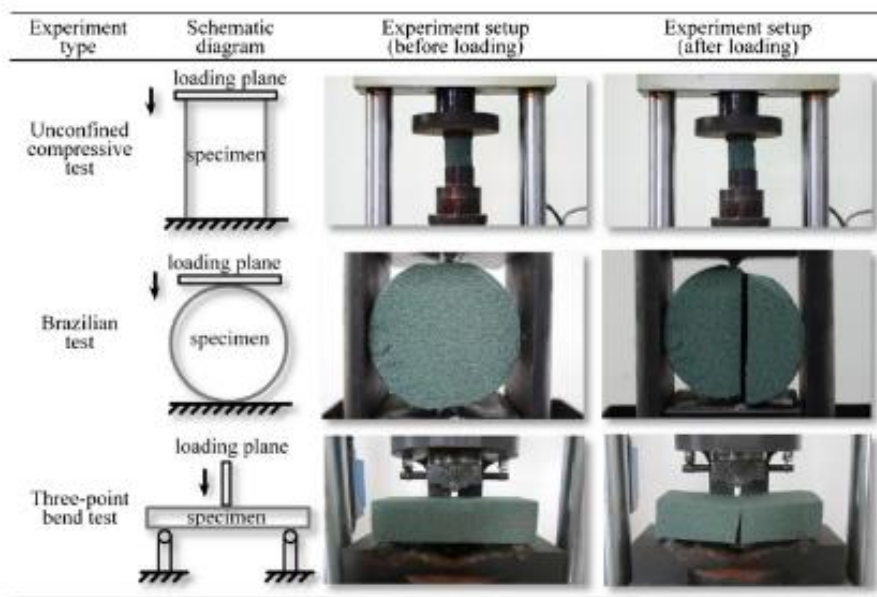 Experiment type
Schematic diagram
Experiment setup (before loading)
Experiment setup (after loading)
loading plane
Unconfined compressive test
specimen
loading plane
Brazilian test
specimen
loading plane
Three-point bend test
specimen